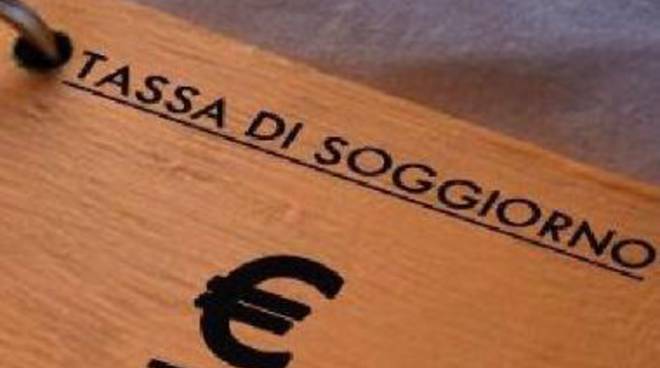 TASSA DI SOGGIORNO
€